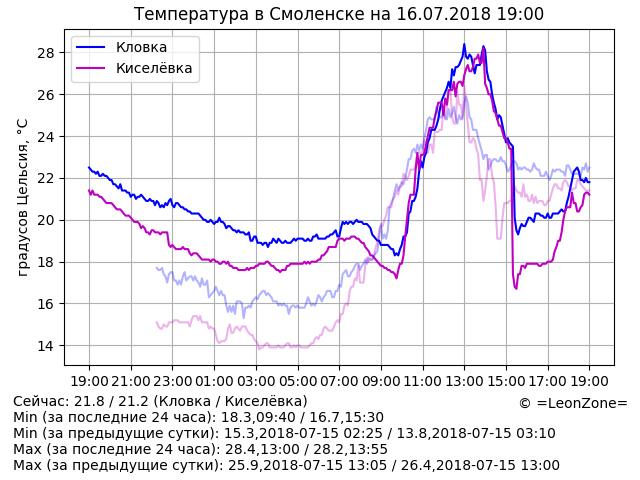 Температура в Смоленске на 16.07.2018 19:00
Кловка
Киселёвка
градусов Цельсия, °C
28
26
24
22
20
18
16
14
19:00 21:00 23:00 01:00 03:00 05:00 07:00 09:00 11:00 13:00 15:00 17:00 19:00
Сейчас: 21.8 / 21.2 (Кловка / Киселёвка)
© =LeonZone=
Min (за последние 24 часа): 18.3,09:40 / 16.7,15:30
Min (за предыдущие сутки): 15.3,2018-07-15 02:25 / 13.8,2018-07-15 03:10
Max (за последние 24 часа): 28.4,13:00 / 28.2,13:55
Max (за предыдущие сутки): 25.9,2018-07-15 13:05 / 26.4,2018-07-15 13:00